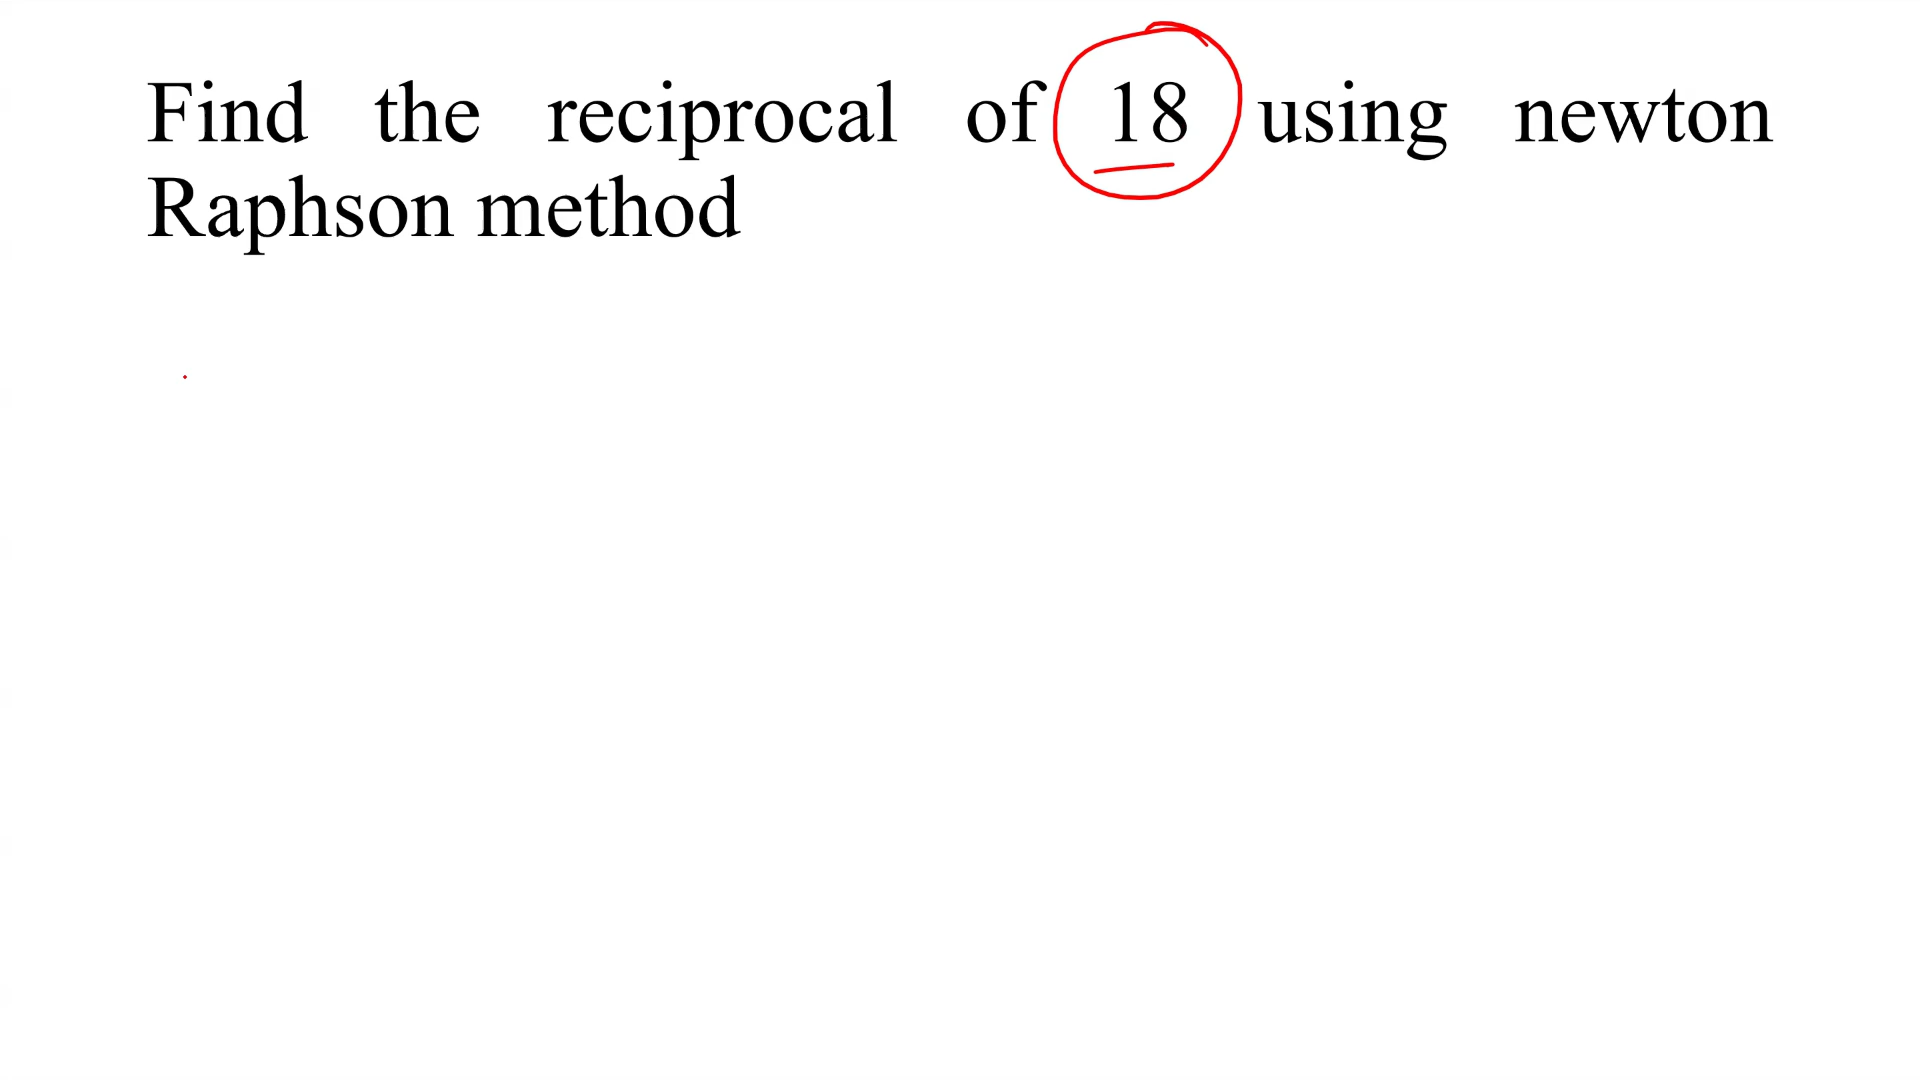 Find the reciprocal of 18 using newton
Raphson method